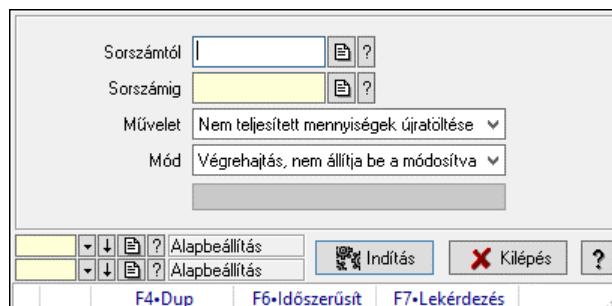 Sorszámtól ?
Sorszámig ?
Művelet Nem teljesített mennyiségek újratöltése
Mód Végrehajtás, nem állítja be a módosítva
? Alapbeállítás
? Alapbeállítás
Indítás Kilépés ?
F4•Dup F6•Időszerűsít F7•Lekérdezés